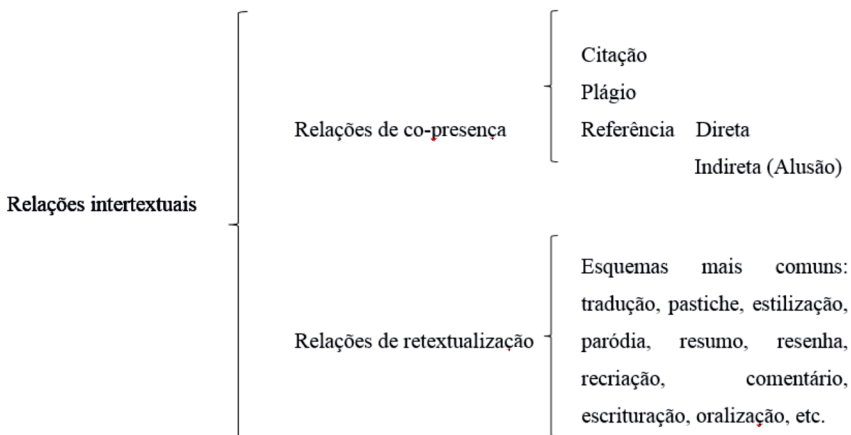 Citação
Plágio
Relações de co-presença
Referência Direta
Indireta (Alusão)
Relações intertextuais
Esquemas mais comuns:
tradução, pastiche, estilização,
Relações de retextualização
paródia, resumo, resenha,
recriação, comentário,
escrituração, oralização, etc.